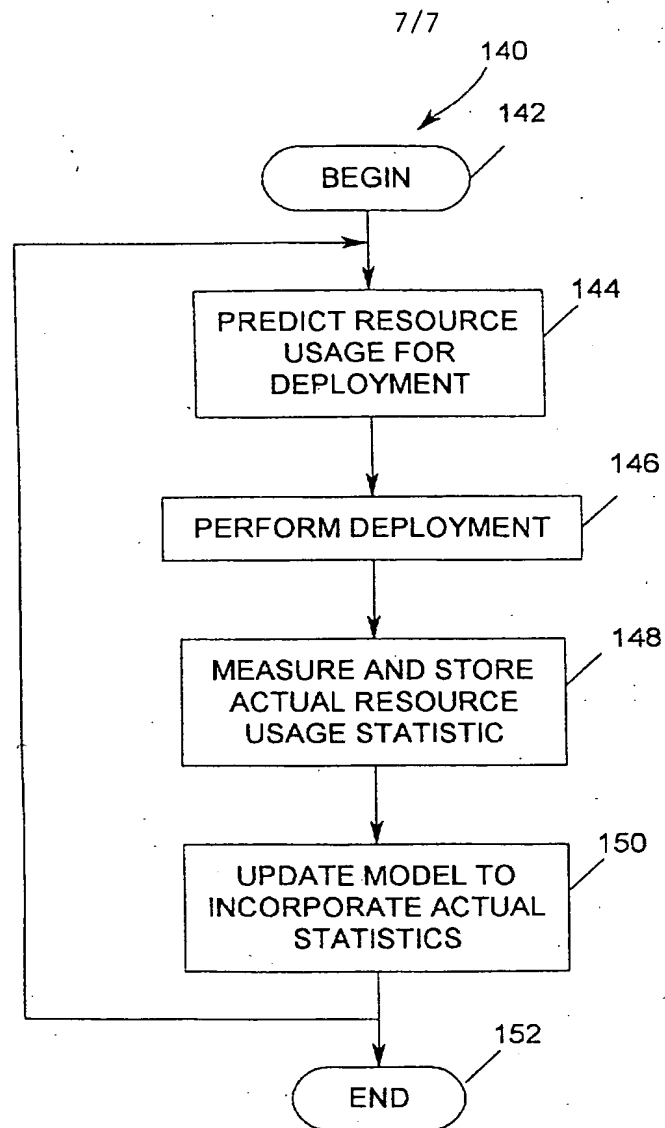 7/7
140
142
BEGIN
144
PREDICT RESOURCE
USAGE FOR
DEPLOYMENT
146
PERFORM DEPLOYMENT
148
MEASURE AND STORE
ACTUAL RESOURCE
USAGE STATISTIC
150
UPDATE MODEL TO
INCORPORATE ACTUAL
STATISTICS
152
END